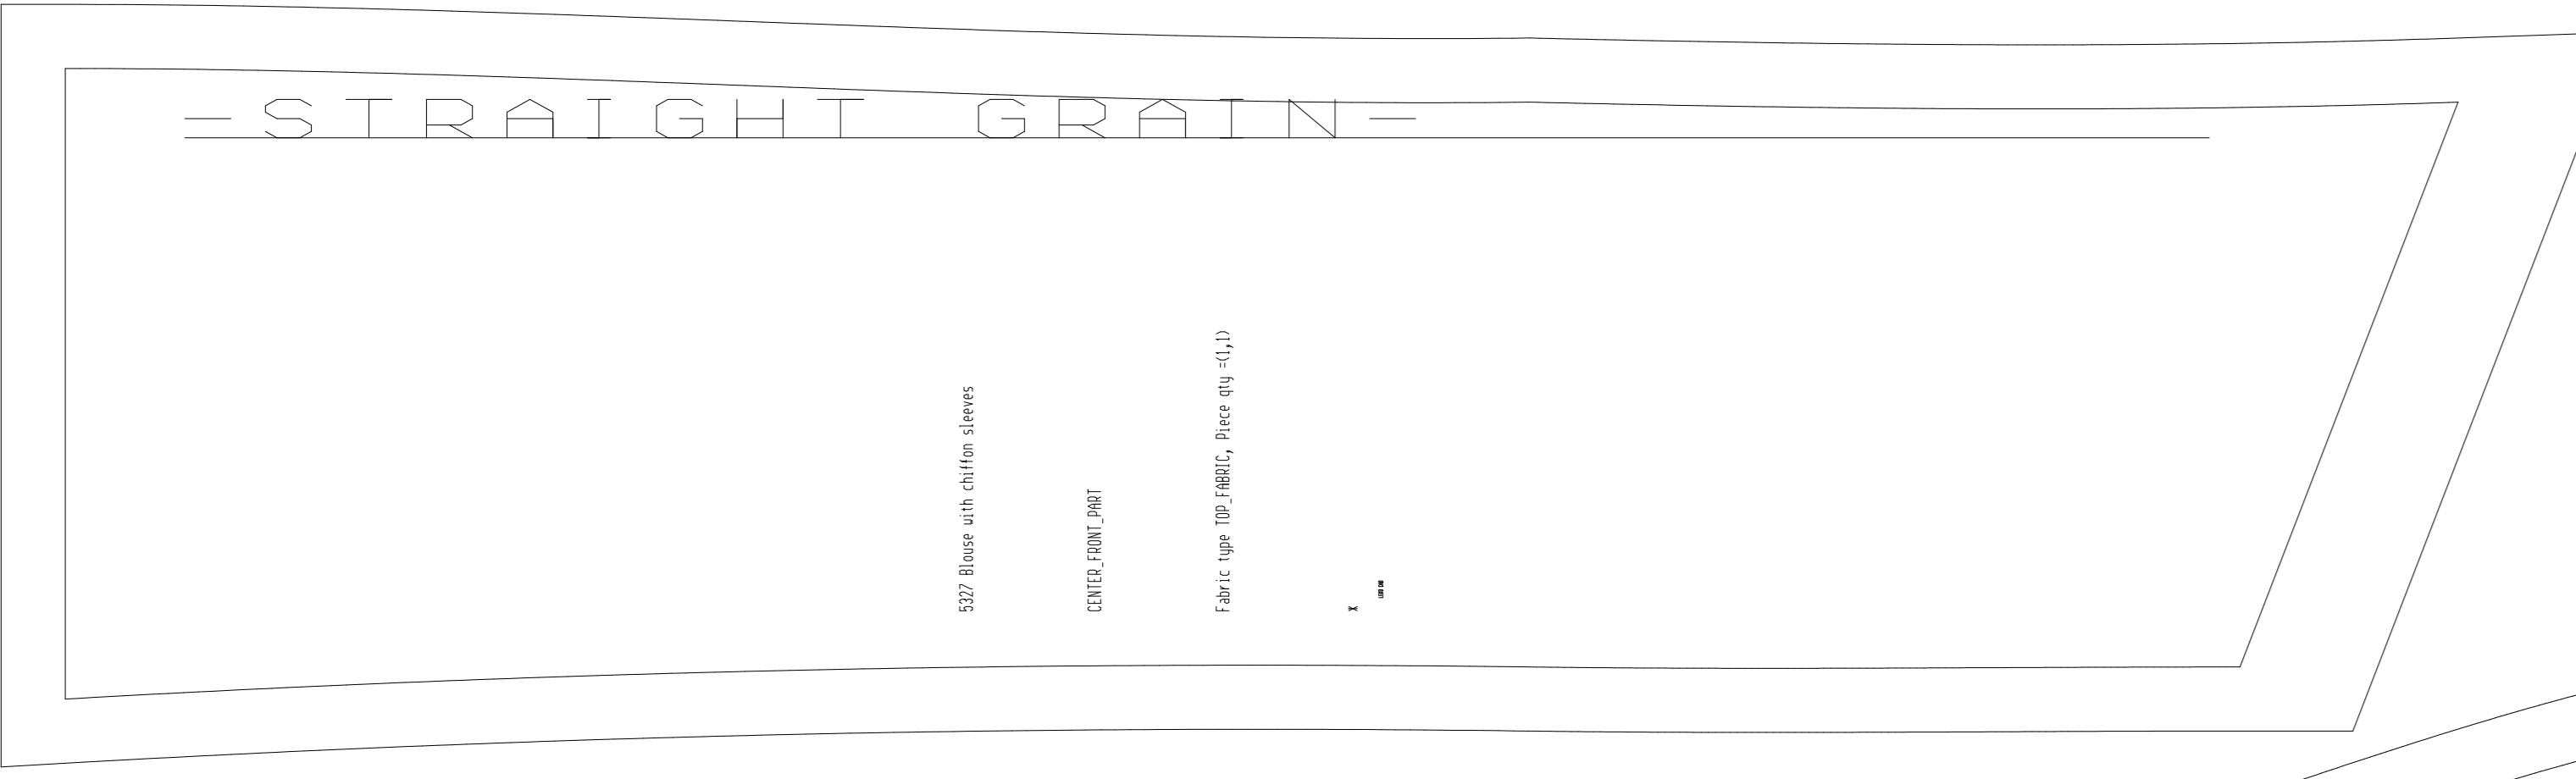 -STRAIGHT GRAIN-
5327 Blouse with chiffon sleeves
CENTER_FRONT_PART
Fabric type TOP_FABRIC, Piece qty =(1,1)
X